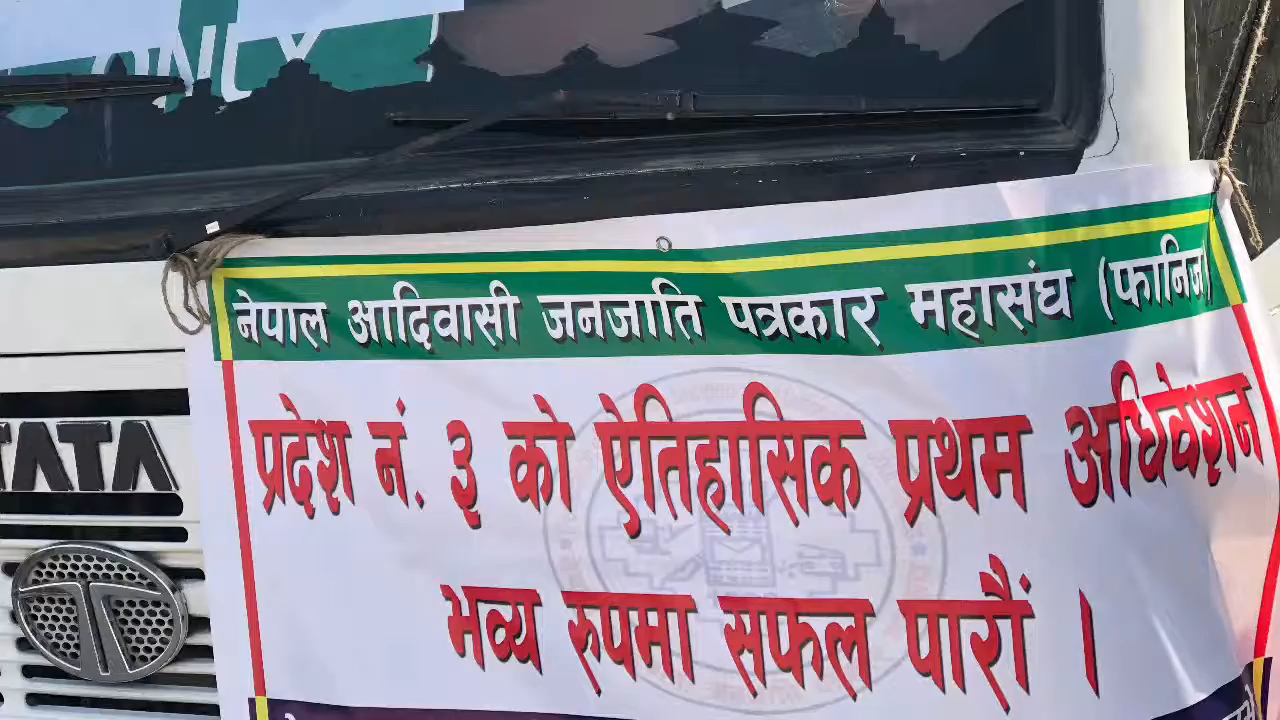 नेपाल आदिवासी जनजाति पत्रकार महासंघ (फोनिज)
प्रदेश नं. ३ को ऐतिहासिक प्रथम अधिवेशन
भव्य रुपमा सफल पारौं ।
TATA